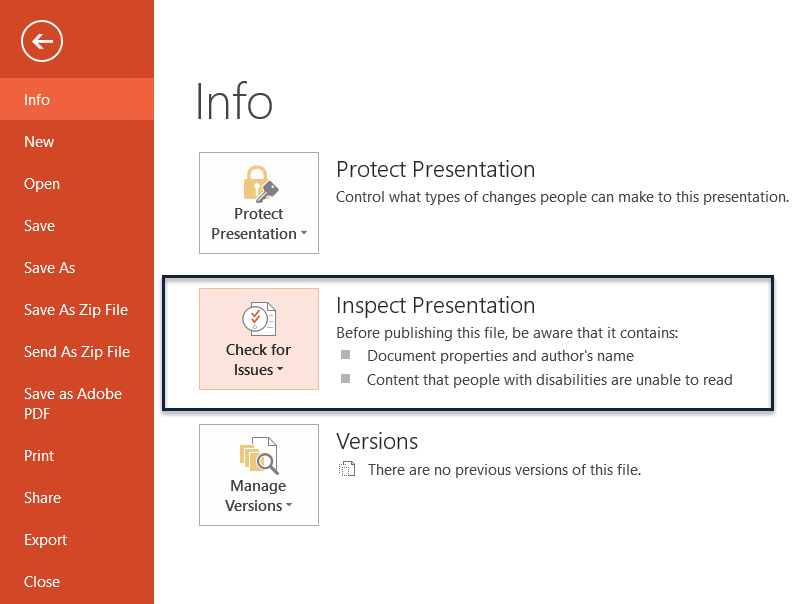 Info
New
Open
Save
Save As
Save As Zip File
Send As Zip File
Save as Adobe
PDF
Print
Share
Export
Close
Info
Protect
Presentation
Protect Presentation
Control what types of changes people can make to this presentation.
Check for
Issues
Inspect Presentation
Before publishing this file, be aware that it contains:
Document properties and author's name
Content that people with disabilities are unable to read
Manage
Versions
Versions
There are no previous versions of this file.